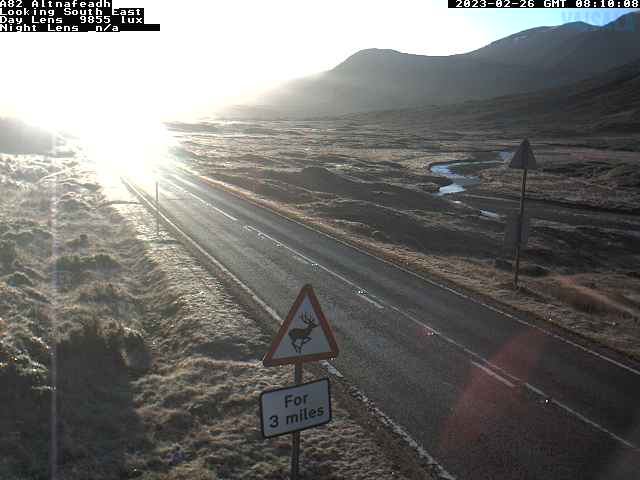 A82 Altnafeadh
Looking South East
Day Lens 9855 lux
Night Lens n/a
2023-02-26 GMT 08:10:08
VAISALA
For
3 miles